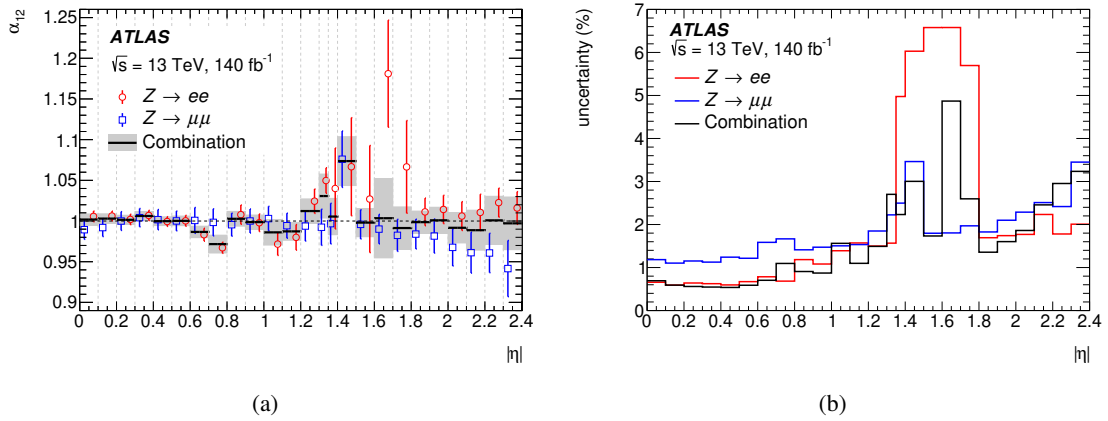 α₁₂
1.25
1.2
1.15
1.1
1.05
1
0.95
0.9
ATLAS
√s = 13 TeV, 140 fb⁻¹
Z → ee
Z → μμ
Combination
0 0.2 0.4 0.6 0.8 1 1.2 1.4 1.6 1.8 2 2.2 2.4
|η|
(a)
uncertainty (%)
7
6
5
4
3
2
1
0
ATLAS
√s = 13 TeV, 140 fb⁻¹
Z → ee
Z → μμ
Combination
0 0.2 0.4 0.6 0.8 1 1.2 1.4 1.6 1.8 2 2.2 2.4
|η|
(b)